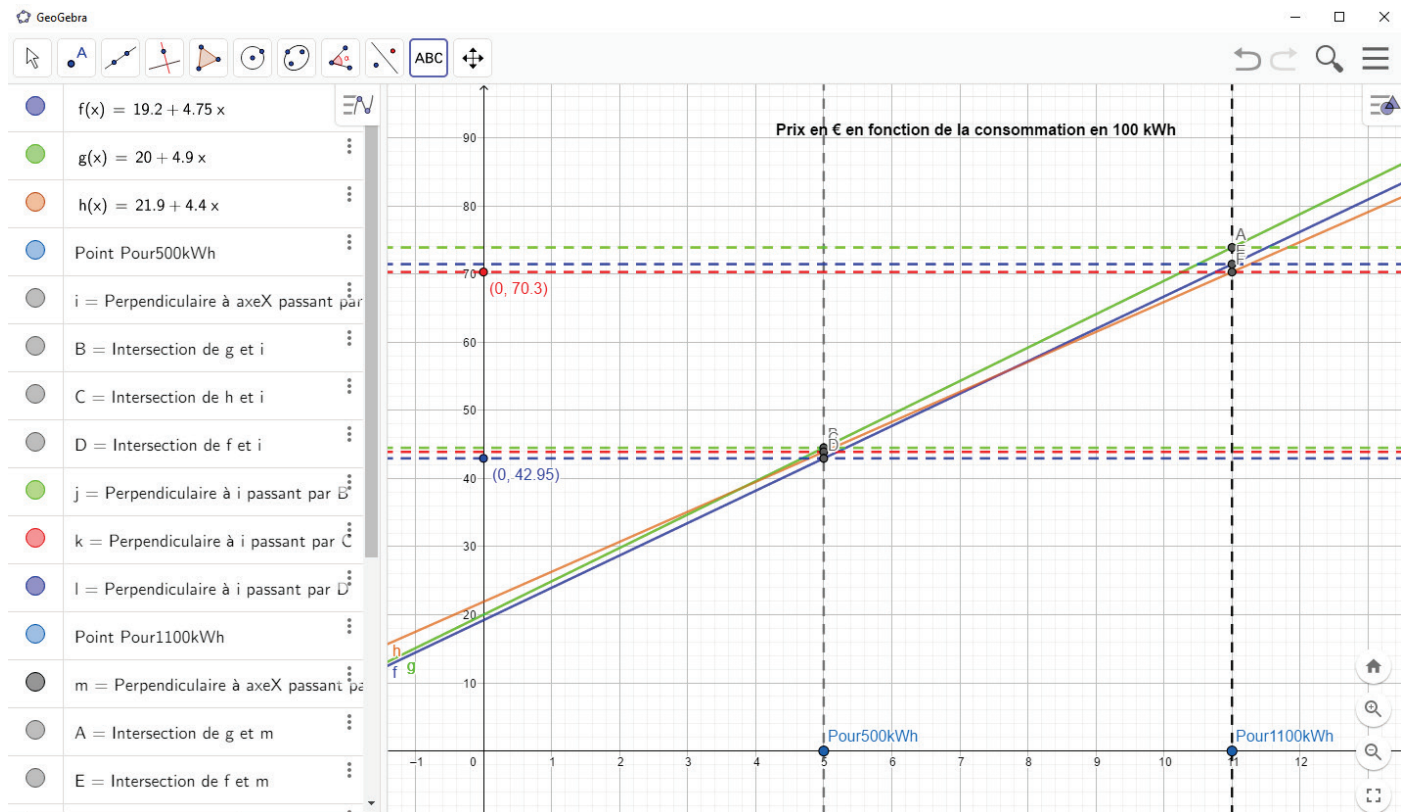 GeoGebra
ABC
f(x) = 19.2 + 4.75 x
g(x) = 20 + 4.9 x
h(x) = 21.9 + 4.4 x
Point Pour500kWh
i = Perpendiculaire à axeX passant par
B = Intersection de g et i
C = Intersection de h et i
D = Intersection de f et i
j = Perpendiculaire à i passant par B
k = Perpendiculaire à i passant par C
l = Perpendiculaire à i passant par D
Point Pour1100kWh
m = Perpendiculaire à axeX passant pa
A = Intersection de g et m
E = Intersection de f et m
Prix en € en fonction de la consommation en 100 kWh
90
80
A
E
F
70
(0, 70.3)
60
50
B
C
D
(0, 42.95)
40
30
20
h
f g
10
Pour500kWh Pour1100kWh
−1 0 1 2 3 4 5 6 7 8 9 10 11 12